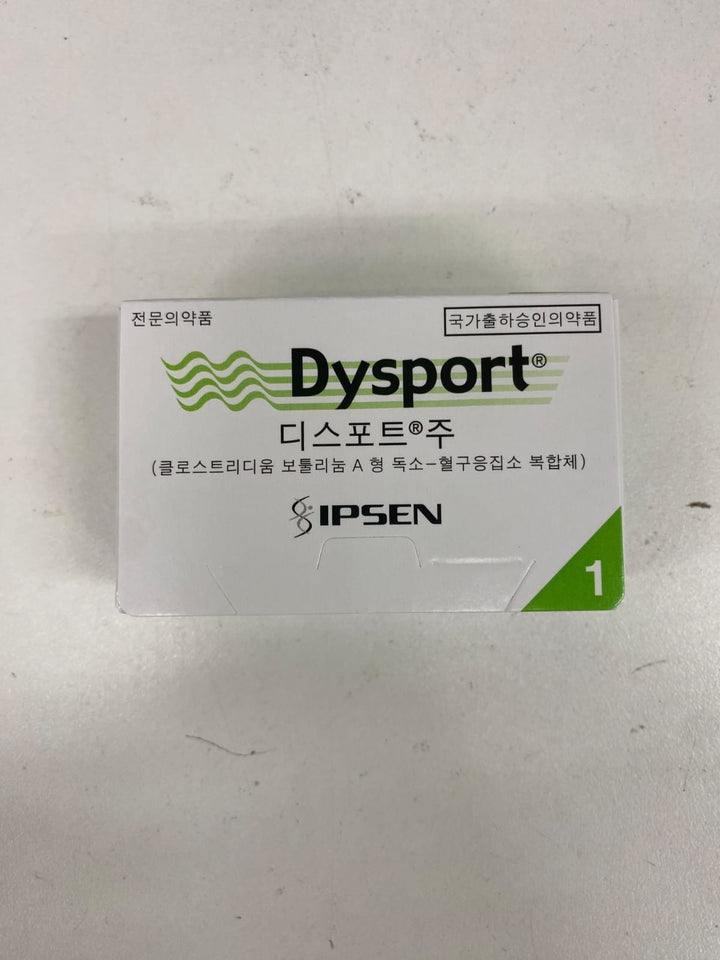 전문의약품
국가출하승인의약품
Dysport®
디스포트®주
(클로스트리디움 보툴리눔 A 형 독소-혈구응집소 복합체)
IPSEN
1